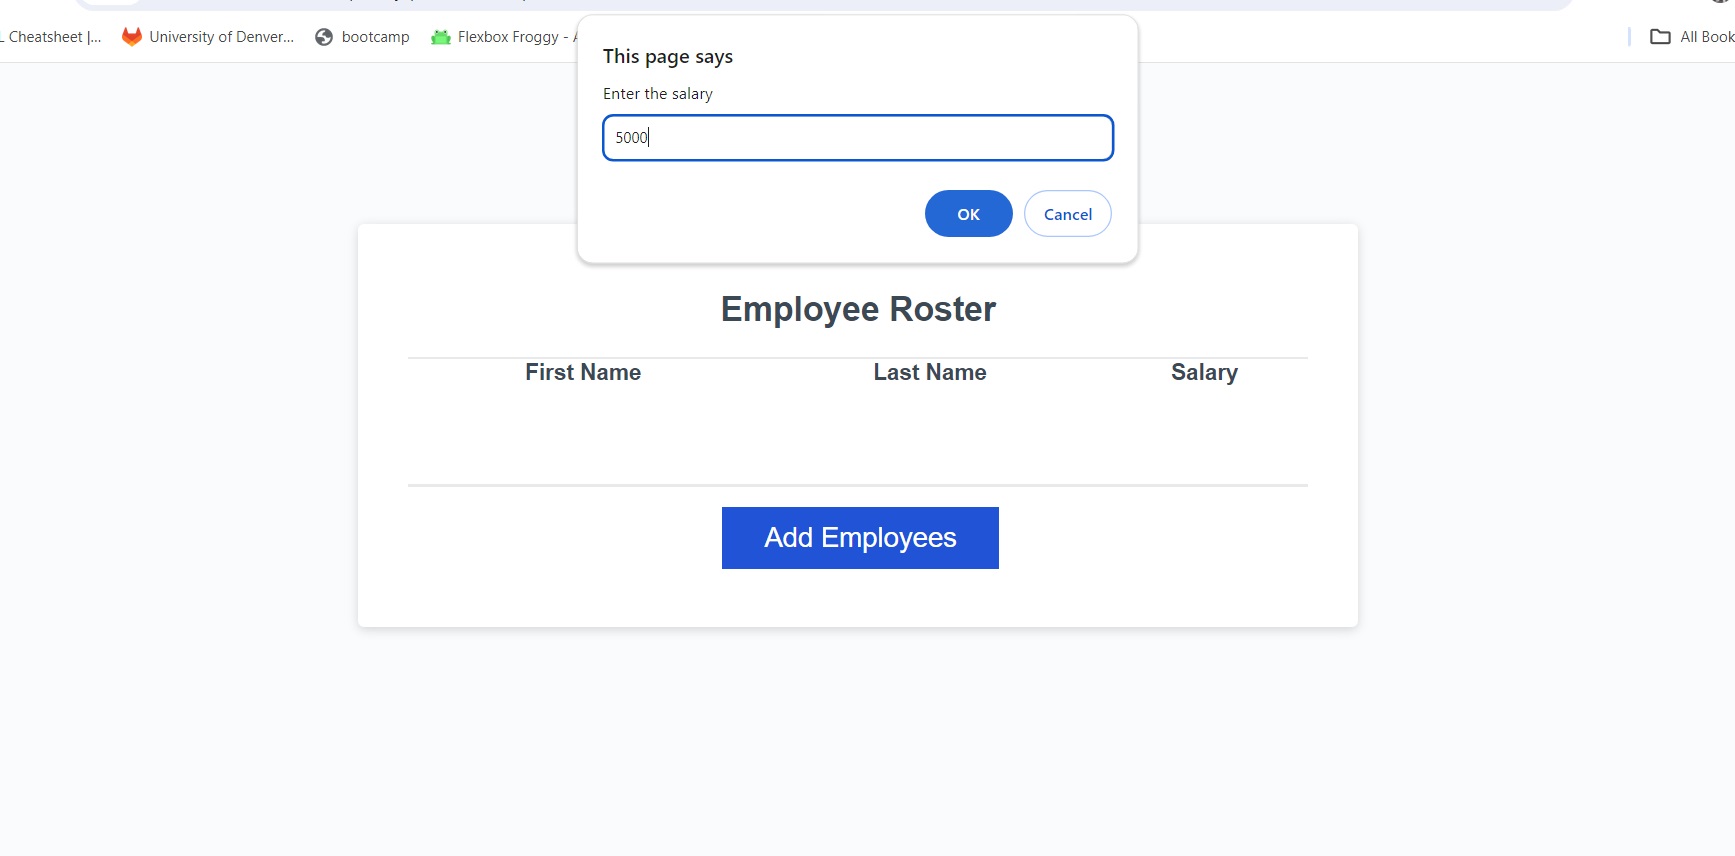 L Cheatsheet |...
University of Denver...
bootcamp
Flexbox Froggy -
All Book
This page says
Enter the salary
5000
OK
Cancel
Employee Roster
First Name
Last Name
Salary
Add Employees